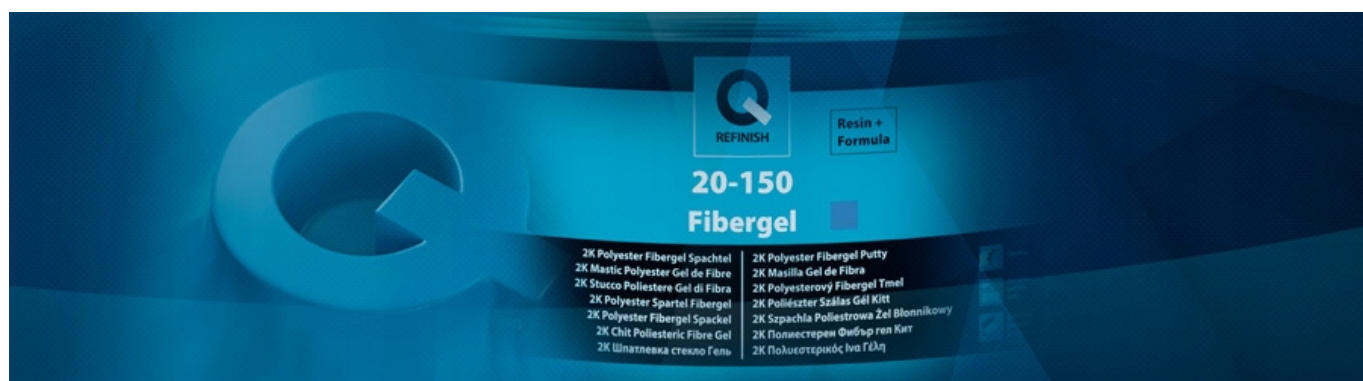 Q
REFINISH
Resin +
Formula
20-150
Fibergel
2K Polyester Fibergel Spachtel
2K Mastic Polyester Gel de Fibre
2K Stucco Poliestere Gel di Fibra
2K Polyester Spartel Fibergel
2K Polyester Fibergel Spackel
2K Chit Poliesteric Fibre Gel
2K Шпатлевка стекло Гель
2K Polyester Fibergel Putty
2K Masilla Gel de Fibra
2K Polyesterový Fibergel Tmel
2K Poliészter Szálas Gél Kitt
2K Szpachla Poliestrowa Żel Błonnikowy
2K Полиестерен Фибър гел Кит
2K Πολυεστερικός Ινα Γέλη